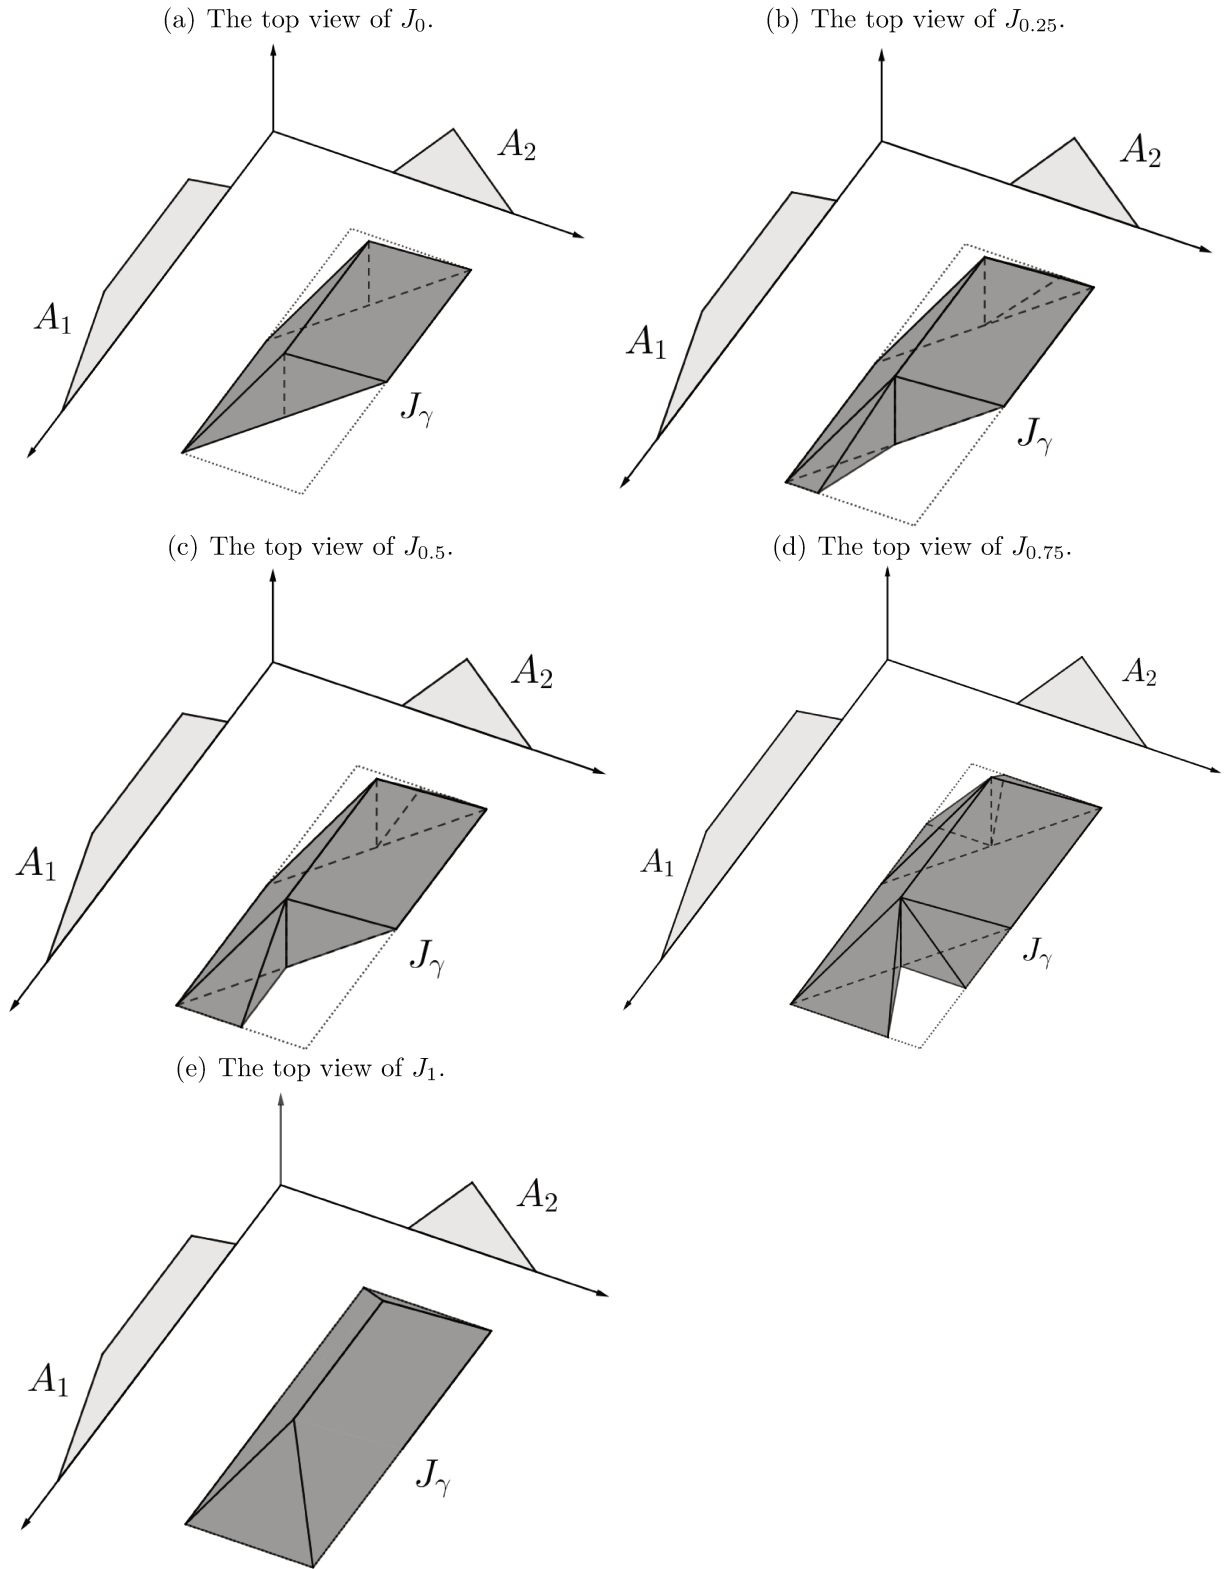 (a) The top view of J₀.
(b) The top view of J₀.₂₅.
A₂
A₁
J_γ
A₂
A₁
J_γ
(c) The top view of J₀.₅.
(d) The top view of J₀.₇₅.
A₂
A₁
J_γ
A₂
A₁
J_γ
(e) The top view of J₁.
A₂
A₁
J_γ